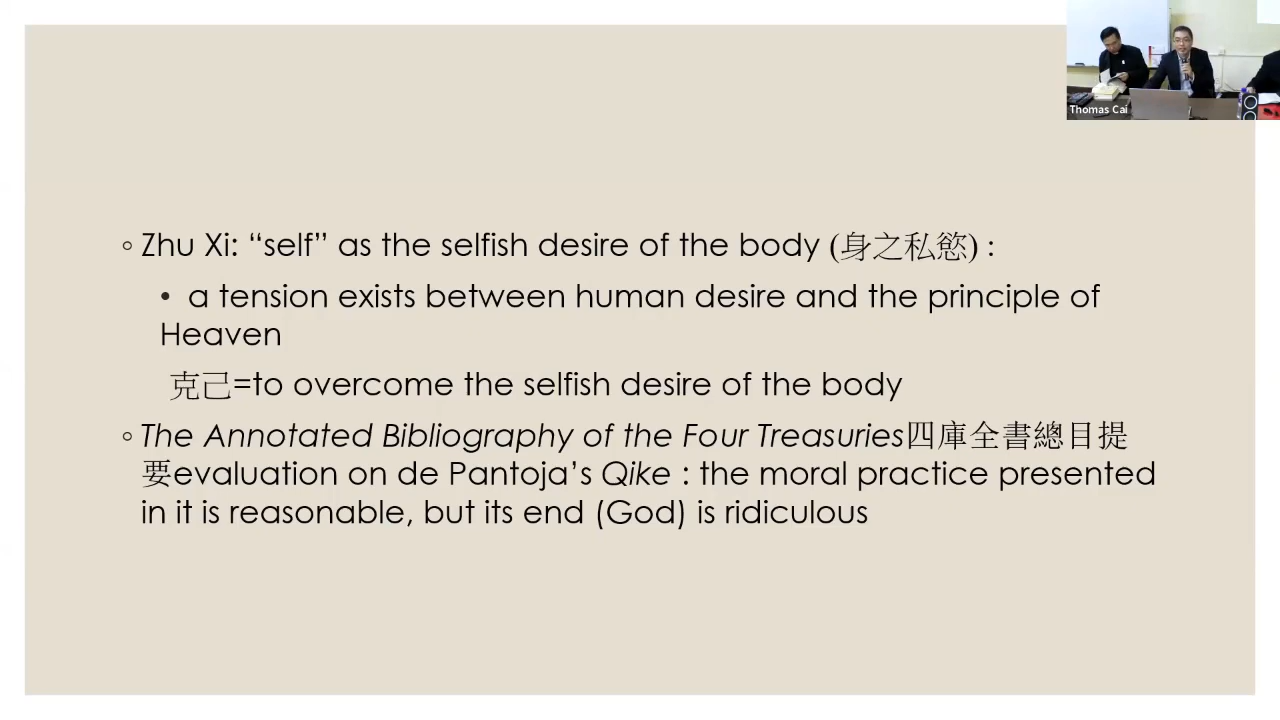 Thomas Cai
◦ Zhu Xi: “self” as the selfish desire of the body (身之私慾) :
• a tension exists between human desire and the principle of
Heaven
克己=to overcome the selfish desire of the body
◦ The Annotated Bibliography of the Four Treasuries四庫全書總目提
要evaluation on de Pantoja’s Qike : the moral practice presented
in it is reasonable, but its end (God) is ridiculous